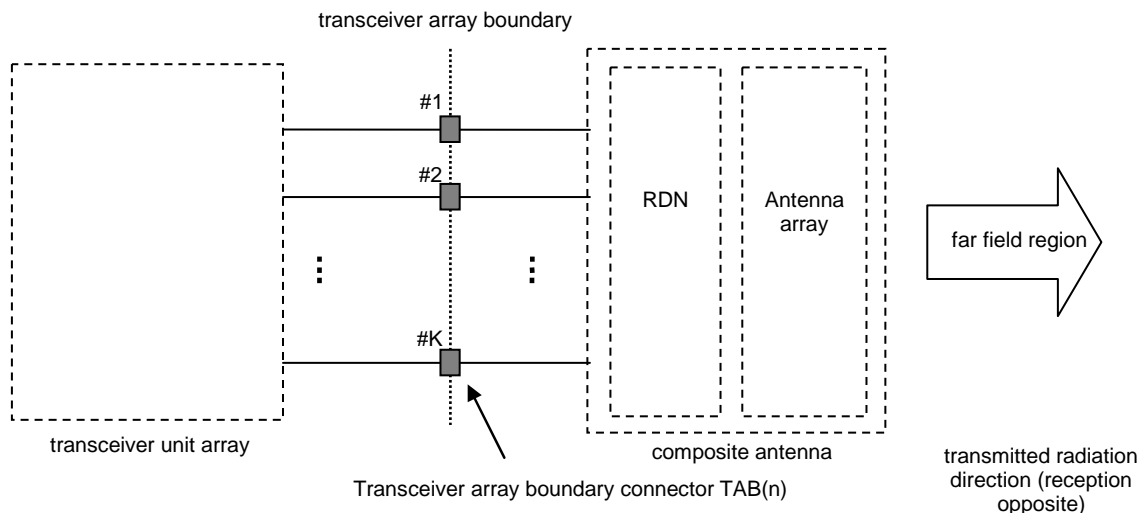 transceiver array boundary
#1
#2
#K
RDN
Antenna
array
far field region
transceiver unit array
composite antenna
Transceiver array boundary connector TAB(n)
transmitted radiation
direction (reception
opposite)